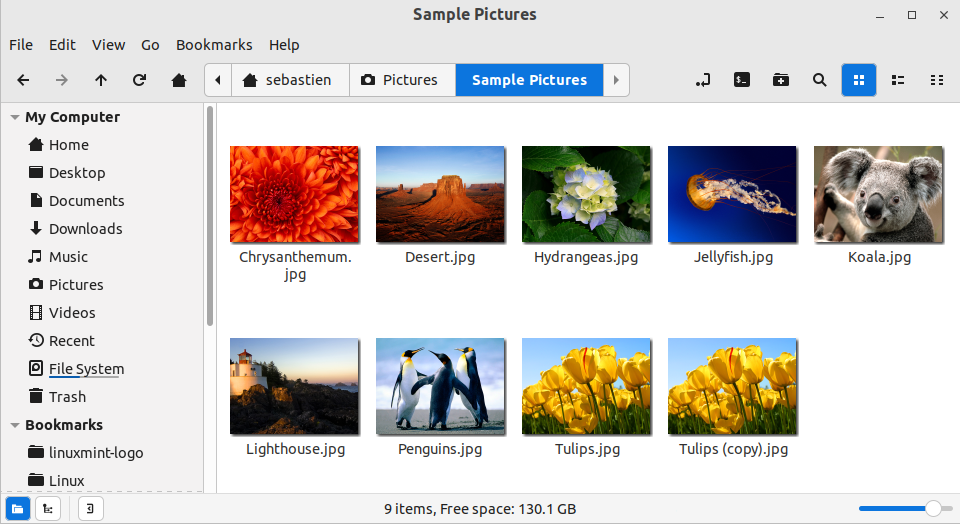 Sample Pictures
File Edit View Go Bookmarks Help
sebastien Pictures Sample Pictures
My Computer
Home
Desktop
Documents
Downloads
Music
Pictures
Videos
Recent
File System
Trash
Bookmarks
linuxmint-logo
Linux
Chrysanthemum.
jpg
Desert.jpg
Hydrangeas.jpg
Jellyfish.jpg
Koala.jpg
Lighthouse.jpg
Penguins.jpg
Tulips.jpg
Tulips (copy).jpg
9 items, Free space: 130.1 GB